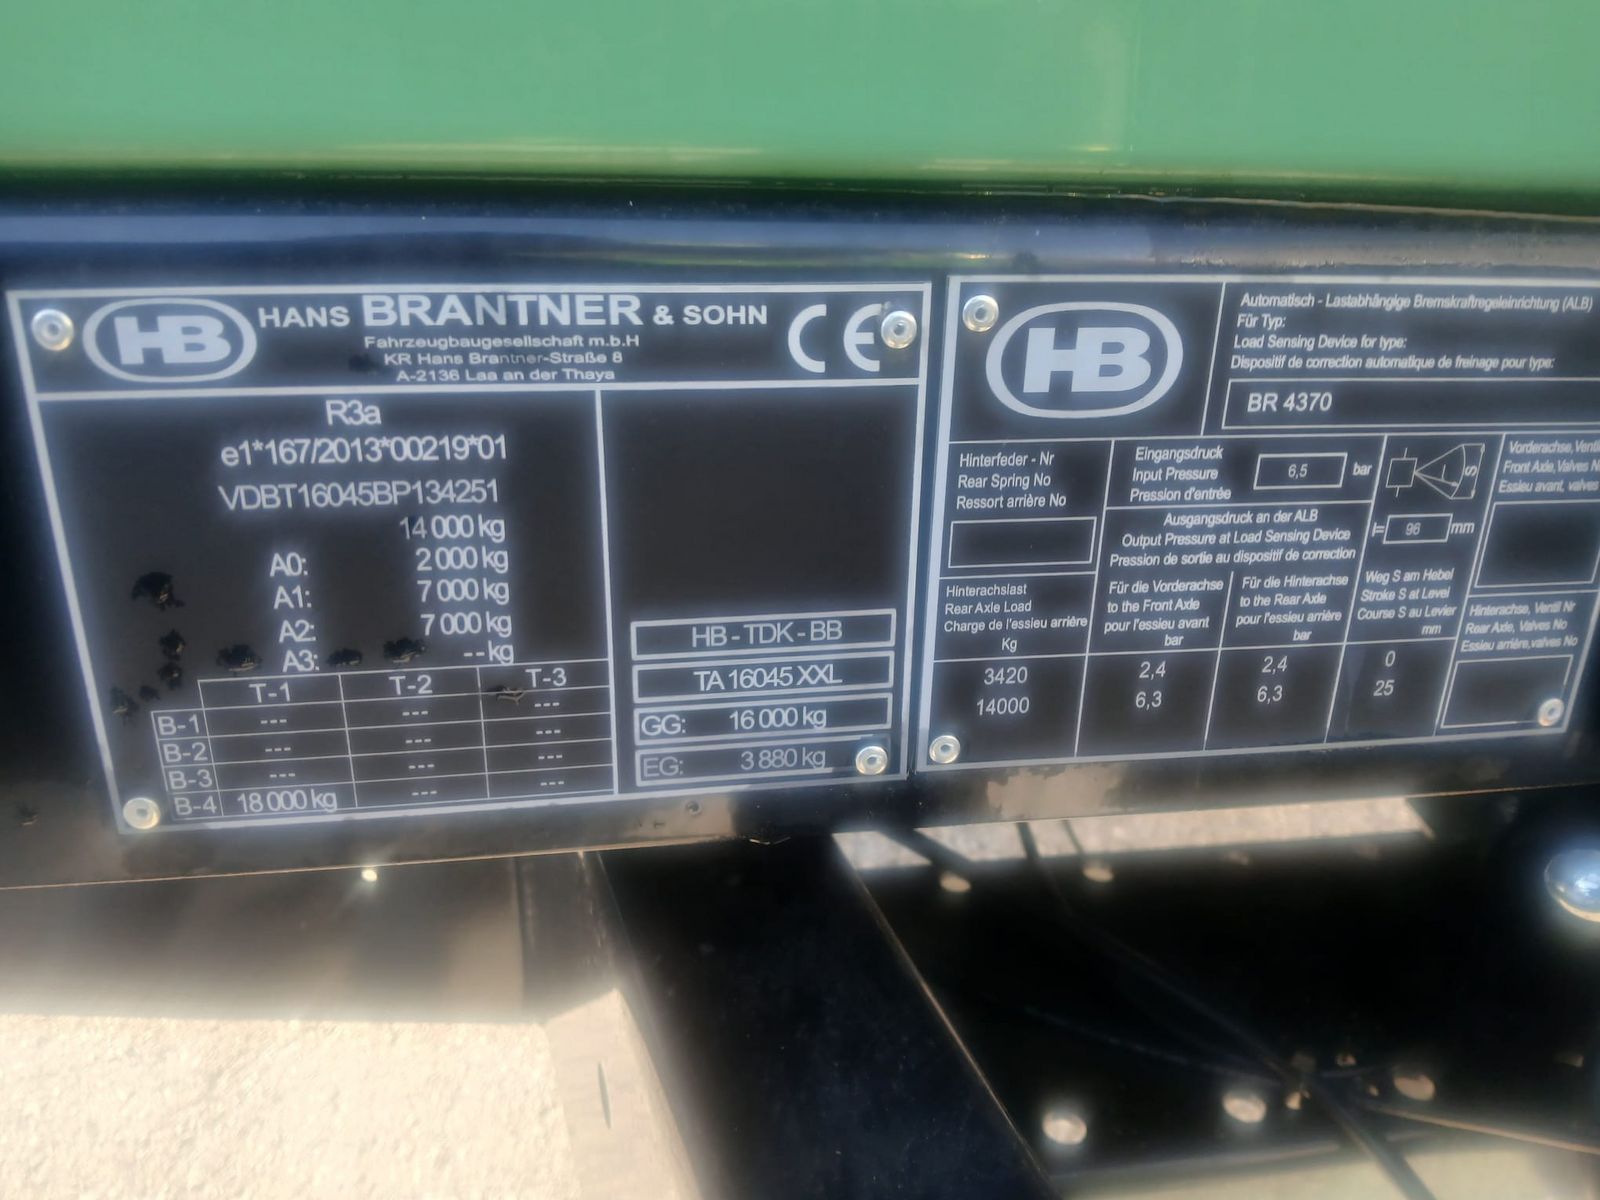 HB HANS BRANTNER & SOHN CE
Fahrzeugbaugesellschaft m.b.H
KR Hans Brantner-Straße 8
A-2136 Laa an der Thaya
R3a
e1*167/2013*00219*01
VDBT16045BP134251
14 000 kg
A0: 2 000 kg
A1: 7 000 kg
A2: 7 000 kg
A3: -- kg
T-1 T-2 T-3
B-1 --- --- ---
B-2 --- --- ---
B-3 --- --- ---
B-4 18 000 kg --- ---
HB - TDK - BB
TA 16045 XXL
GG: 16 000 kg
EG: 3 880 kg
HB
Automatisch - Lastabhängige Bremskraftregeleinrichtung (ALB)
Für Typ:
Load Sensing Device for type:
Dispositif de correction automatique de freinage pour type:
BR 4370
Hinterfeder - Nr
Rear Spring No
Ressort arrière No
Eingangsdruck
Input Pressure
Pression d'entrée
6,5 bar
Ausgangsdruck an der ALB
Output Pressure at Load Sensing Device
Pression de sortie au dispositif de correction
S
l= 96 mm
Vorderachse, Ventil
Front Axle, Valves N
Essieu avant, valves
Hinterachslast
Rear Axle Load
Charge de l'essieu arrière
Kg
Für die Vorderachse
to the Front Axle
pour l'essieu avant
bar
Für die Hinterachse
to the Rear Axle
pour l'essieu arrière
bar
Weg S am Hebel
Stroke S at Level
Course S au Levier
mm
Hinterachse, Ventil Nr
Rear Axle, Valves No
Essieu arrière, valves No
3420 2,4 2,4 0
14000 6,3 6,3 25